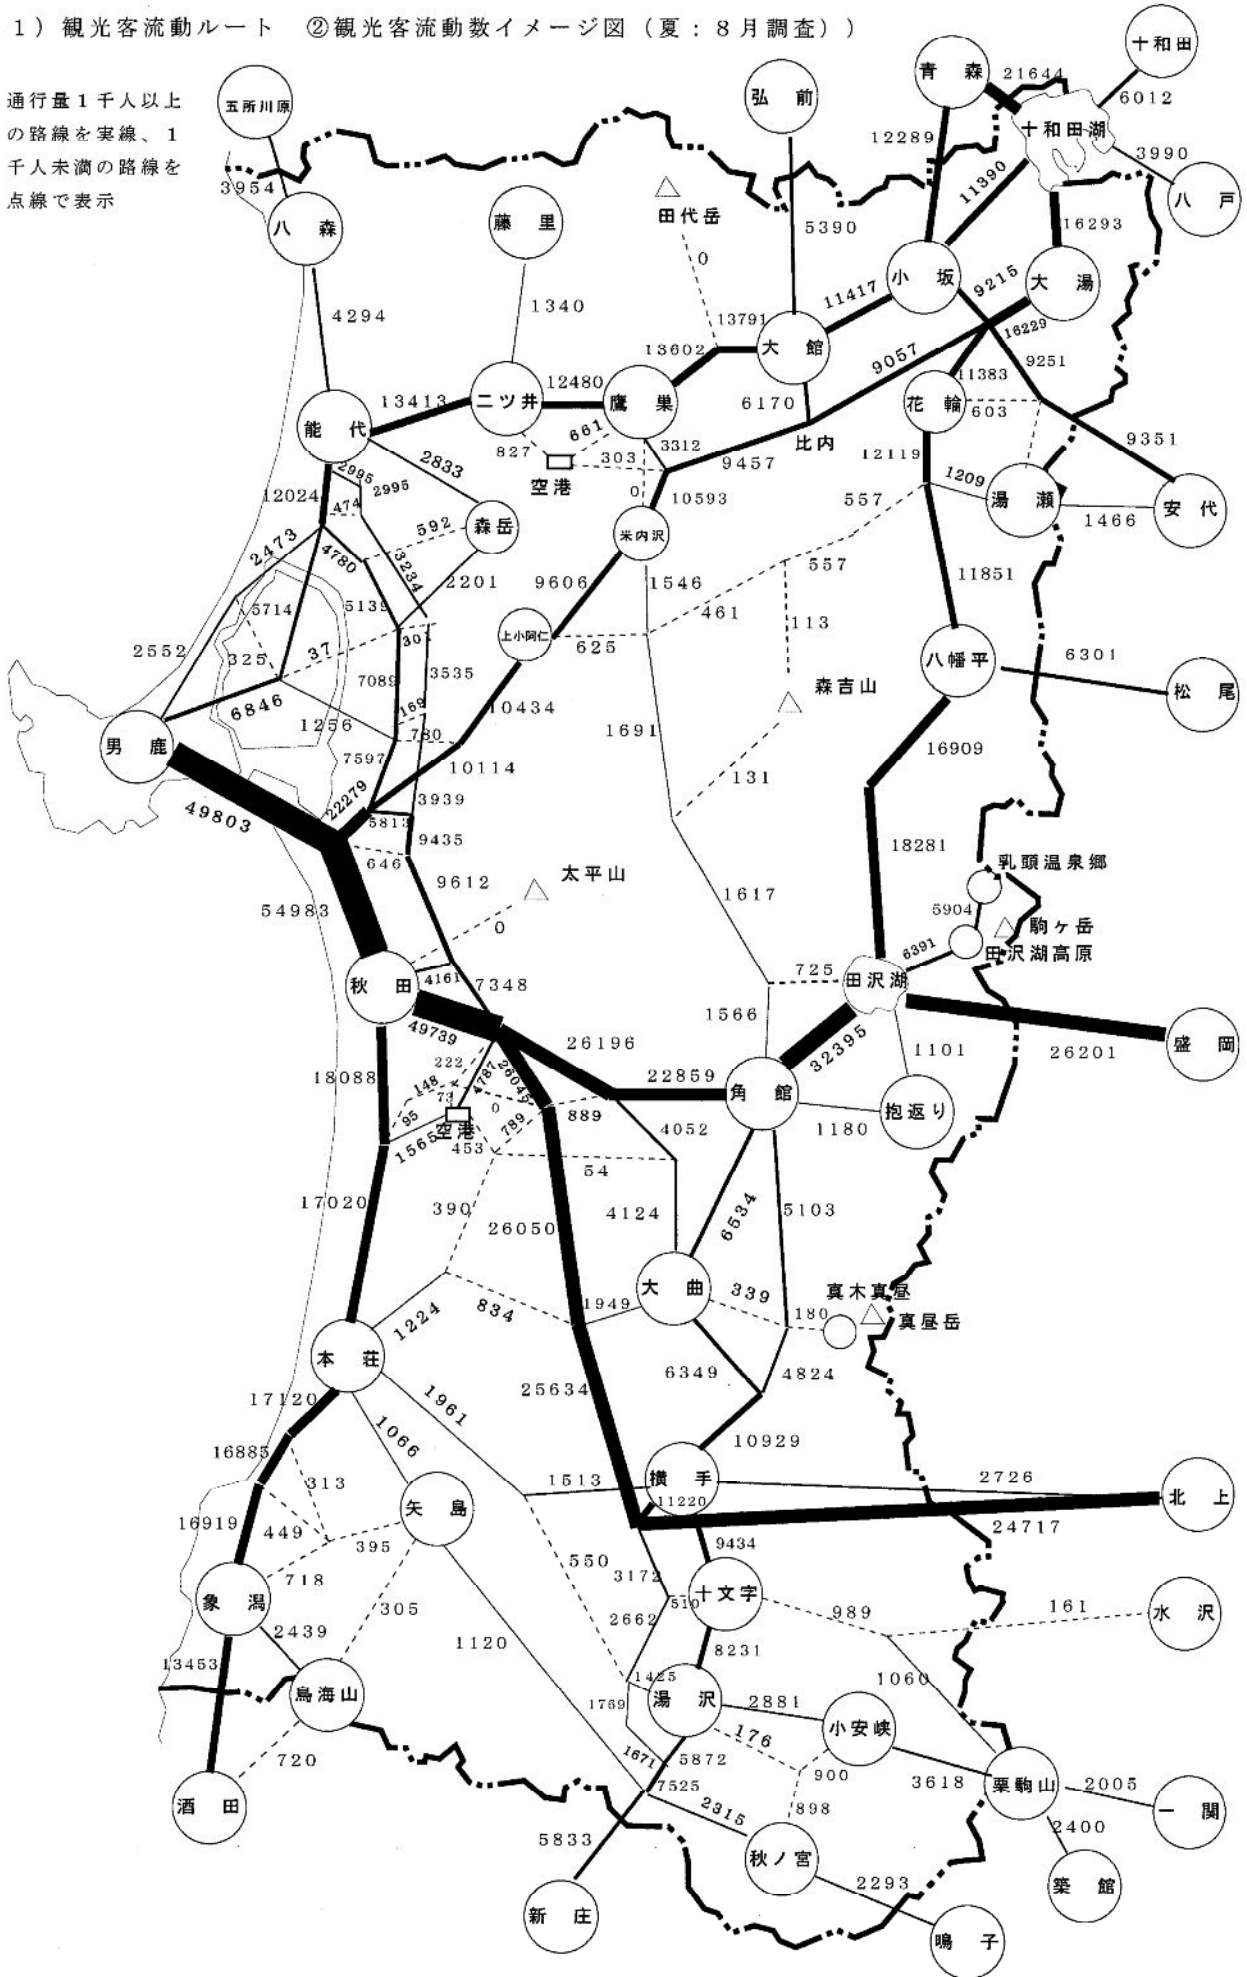 1）観光客流動ルート　②観光客流動数イメージ図（夏：8月調査））
通行量1千人以上
の路線を実線、1
千人未満の路線を
点線で表示
五所川原
弘前
青森
21644
十和田
6012
十和田湖
3990
八戸
12289
11390
16293
3954
八森
藤里
田代岳
0
5390
小坂
9215
大湯
4294
1340
13791
11417
大館
13602
9057
16229
9251
11383
能代
13413
二ツ井
12480
鷹巣
6170
花輪
603
比内
9351
827
661
303
3312
9457
空港
0
10593
12119
1209
湯瀬
1466
安代
557
2833
2995
2995
12024
474
森岳
592
米内沢
2473
4780
3234
2201
9606
1546
557
11851
5714
5139
461
113
上小阿仁
625
2552
325
37
301
八幡平
6301
松尾
7089
3535
森吉山
6846
1256
169
10434
1691
男鹿
780
16909
7597
10114
131
49803
22279
3939
5813
9435
18281
646
太平山
乳頭温泉郷
9612
1617
5904
54983
0
駒ヶ岳
6391
田沢湖高原
秋田
4161
7348
725
田沢湖
49739
1566
26196
32395
1101
26201
盛岡
18088
222
4787
26045
22859
角館
148
73
0
889
抱返り
95
空港
1565
453
789
4052
1180
54
17020
390
26050
4124
6534
5103
大曲
339
真木真昼
180
真昼岳
1224
834
1949
本荘
6349
4824
17120
1961
25634
1066
10929
16885
313
1513
横手
2726
北上
11220
24717
矢島
16919
449
395
9434
550
3172
718
象潟
305
510
十文字
989
161
水沢
2439
2662
1120
8231
13453
1060
鳥海山
1425
湯沢
2881
小安峡
1769
176
720
1671
5872
900
3618
栗駒山
2005
一関
酒田
7525
2315
898
2400
5833
秋ノ宮
築館
2293
新庄
鳴子